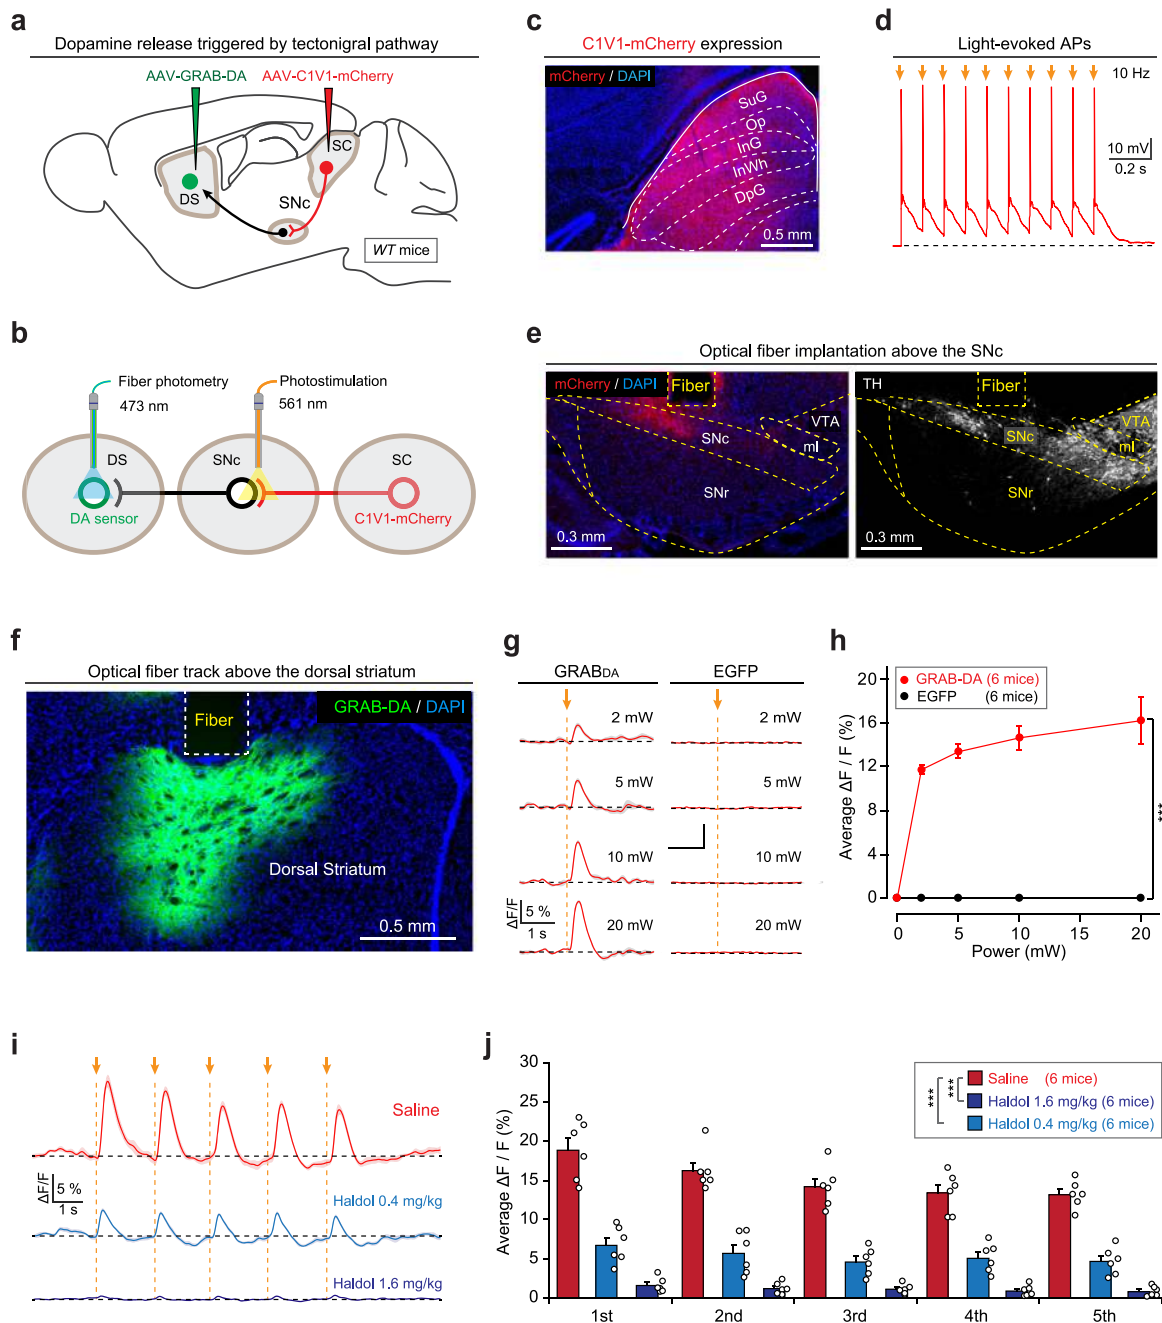 a
Dopamine release triggered by tectonigral pathway
AAV-GRAB-DA
AAV-C1V1-mCherry
SC
DS
SNc
WT mice
b
Fiber photometry
473 nm
Photostimulation
561 nm
DS
SNc
SC
DA sensor
C1V1-mCherry
c
C1V1-mCherry expression
mCherry / DAPI
SuG
Op
InG
InWh
DpG
0.5 mm
d
Light-evoked APs
10 Hz
10 mV
0.2 s
e
Optical fiber implantation above the SNc
mCherry / DAPI
Fiber
VTA
ml
SNc
SNr
0.3 mm
TH
Fiber
VTA
ml
SNc
SNr
0.3 mm
f
Optical fiber track above the dorsal striatum
Fiber
GRAB-DA / DAPI
Dorsal Striatum
0.5 mm
g
GRABDA
EGFP
2 mW
2 mW
5 mW
5 mW
10 mW
10 mW
20 mW
20 mW
ΔF/F
5 %
1 s
h
GRAB-DA (6 mice)
EGFP (6 mice)
Average ΔF / F (%)
20
16
12
8
4
0
0
5
10
15
20
Power (mW)
***
i
Saline
ΔF/F
5 %
1 s
Haldol 0.4 mg/kg
Haldol 1.6 mg/kg
j
Average ΔF / F (%)
30
25
20
15
10
5
0
*** ***
Saline (6 mice)
Haldol 1.6 mg/kg (6 mice)
Haldol 0.4 mg/kg (6 mice)
1st
2nd
3rd
4th
5th